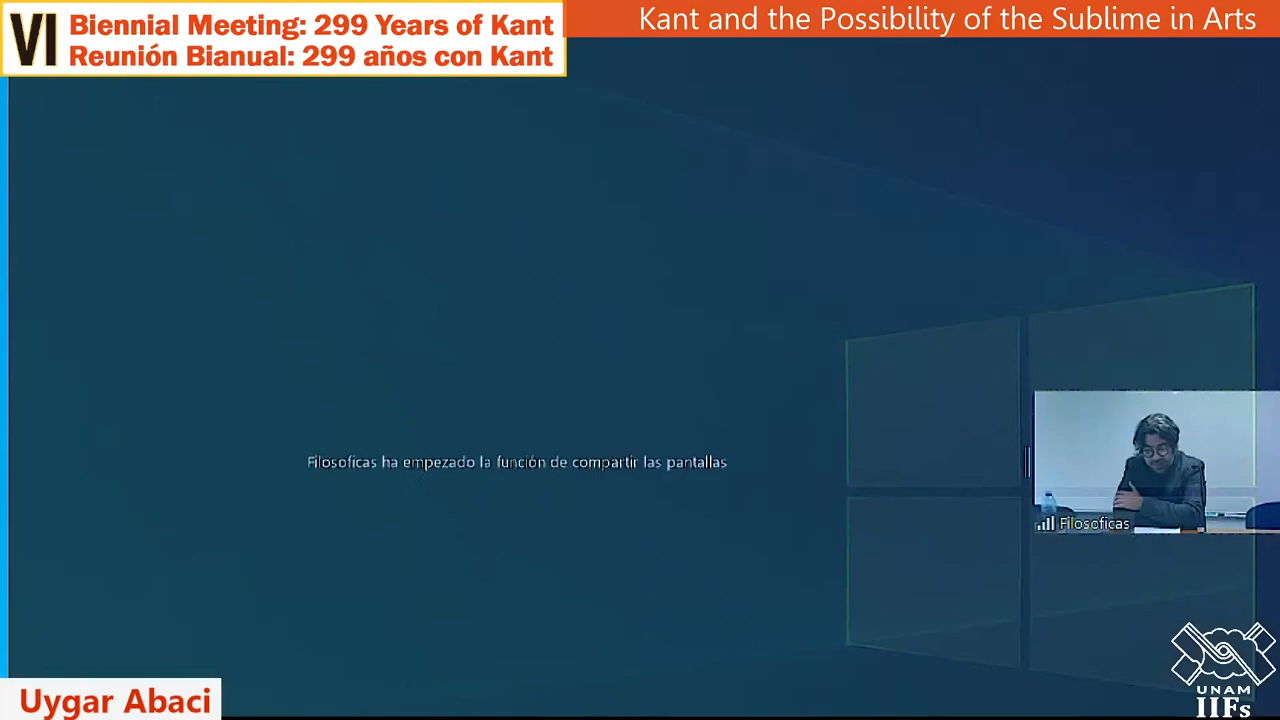 VI
Biennial Meeting: 299 Years of Kant
Reunión Bianual: 299 años con Kant
Kant and the Possibility of the Sublime in Arts
Filosoficas ha empezado la función de compartir las pantallas
Filosoficas
Uygar Abaci
UNAM
IIFs